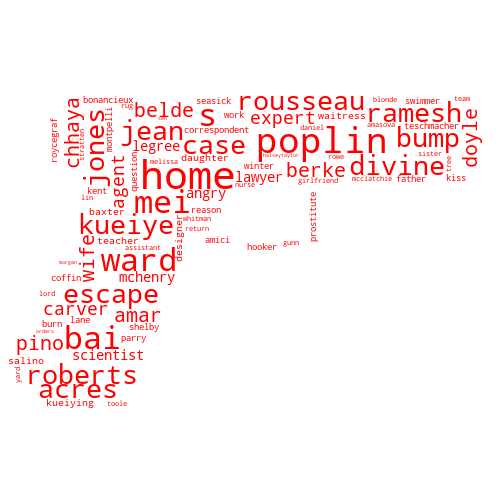 rousseau
ramesh
belde
bonancieux
rug
seasick
work
swimmer
blonde
team
chhaya
jones
montpelli
roycegraf
stratten
jean
legree
case
s
expert
waitress
correspondent
daniel
amasova
teschmacher
bump
doyle
poplin
divine
sister
tree
kiss
father
mcclatchie
rome
halseytaylor
berke
lawyer
winter
daughter
melissa
question
agent
home
nurse
girlfriend
angry
kent
lin
mei
reason
baxter
kueiye
whitman
return
designer
prostitute
teacher
wife
amici
hooker
gunn
assistant
ward
morgan
coffin
mchenry
lord
escape
carver
amar
burn
lane
shelby
orders
pino
bai
parry
scientist
salino
yard
roberts
acres
kueiying
toole